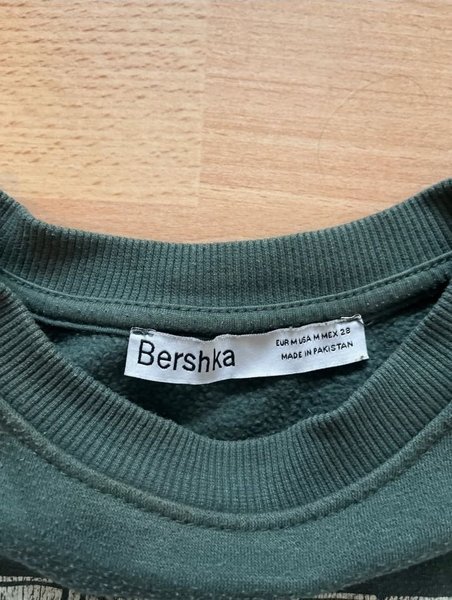 Bershka
EUR M USA M MEX 28
MADE IN PAKISTAN